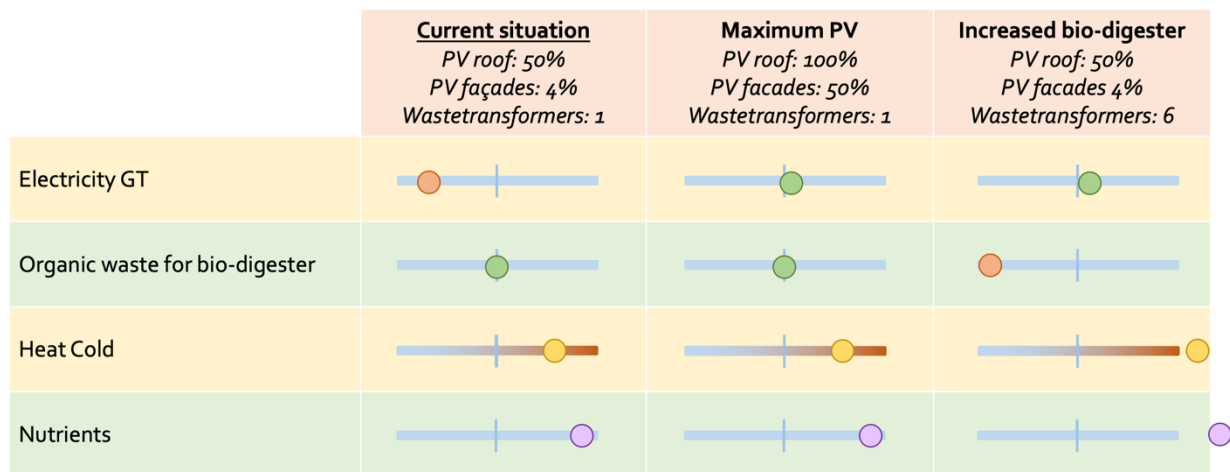 Current situation
PV roof: 50%
PV façades: 4%
Wastetransformers: 1
Maximum PV
PV roof: 100%
PV facades: 50%
Wastetransformers: 1
Increased bio-digester
PV roof: 50%
PV facades 4%
Wastetransformers: 6
Electricity GT
Organic waste for bio-digester
Heat Cold
Nutrients